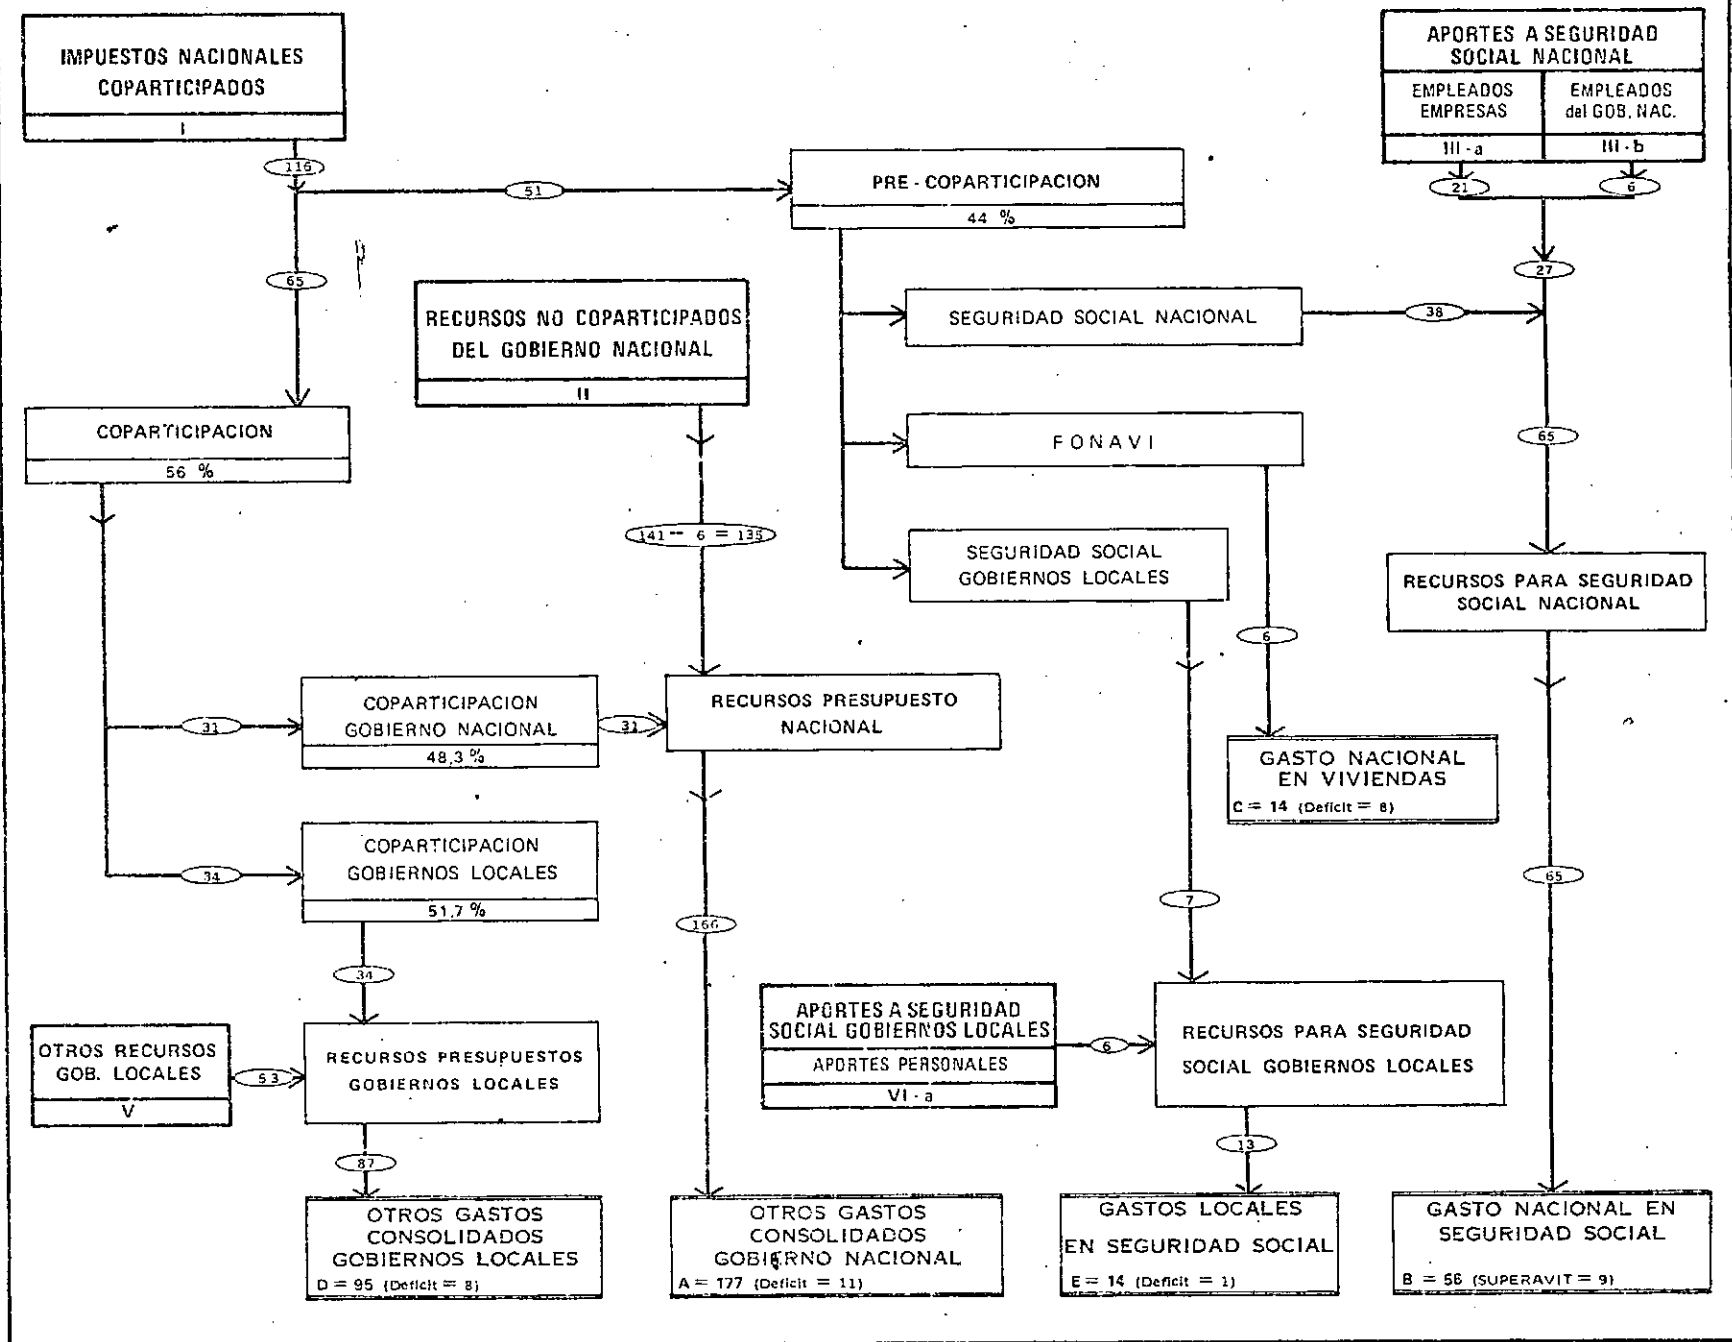 IMPUESTOS NACIONALES
COPARTICIPADOS
I
116
51
65
PRE - COPARTICIPACION
44 %
APORTES A SEGURIDAD
SOCIAL NACIONAL
EMPLEADOS
EMPRESAS
III - a
EMPLEADOS
del GOB. NAC.
III - b
21
6
27
RECURSOS NO COPARTICIPADOS
DEL GOBIERNO NACIONAL
II
SEGURIDAD SOCIAL NACIONAL
38
COPARTICIPACION
56 %
FONAVI
65
141 - 6 = 135
SEGURIDAD SOCIAL
GOBIERNOS LOCALES
RECURSOS PARA SEGURIDAD
SOCIAL NACIONAL
6
31
COPARTICIPACION
GOBIERNO NACIONAL
48,3 %
31
RECURSOS PRESUPUESTO
NACIONAL
GASTO NACIONAL
EN VIVIENDAS
C = 14 (Deficit = 8)
34
COPARTICIPACION
GOBIERNOS LOCALES
51,7 %
65
7
166
34
OTROS RECURSOS
GOB. LOCALES
V
53
RECURSOS PRESUPUESTOS
GOBIERNOS LOCALES
APORTES A SEGURIDAD
SOCIAL GOBIERNOS LOCALES
APORTES PERSONALES
VI - a
6
RECURSOS PARA SEGURIDAD
SOCIAL GOBIERNOS LOCALES
87
13
OTROS GASTOS
CONSOLIDADOS
GOBIERNOS LOCALES
D = 95 (Deficit = 8)
OTROS GASTOS
CONSOLIDADOS
GOBIERNO NACIONAL
A = 177 (Deficit = 11)
GASTOS LOCALES
EN SEGURIDAD SOCIAL
E = 14 (Deficit = 1)
GASTO NACIONAL EN
SEGURIDAD SOCIAL
B = 56 (SUPERAVIT = 9)